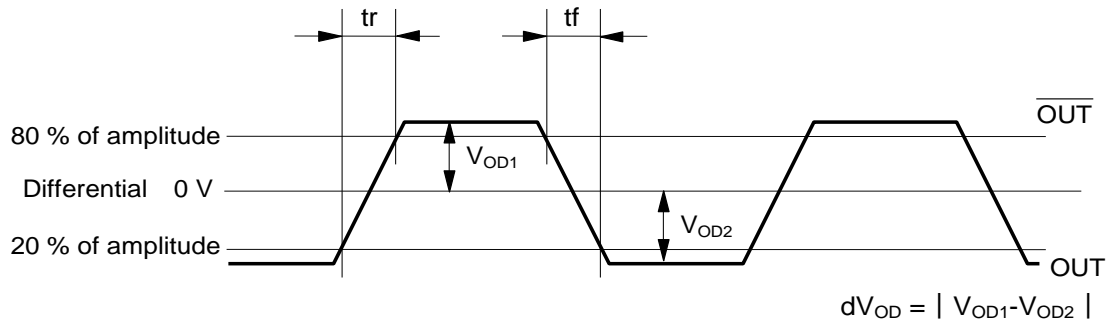 tr tf
80 % of amplitude
OUT
V_OD1
Differential 0 V
V_OD2
20 % of amplitude
OUT
dV_OD = | V_OD1-V_OD2 |